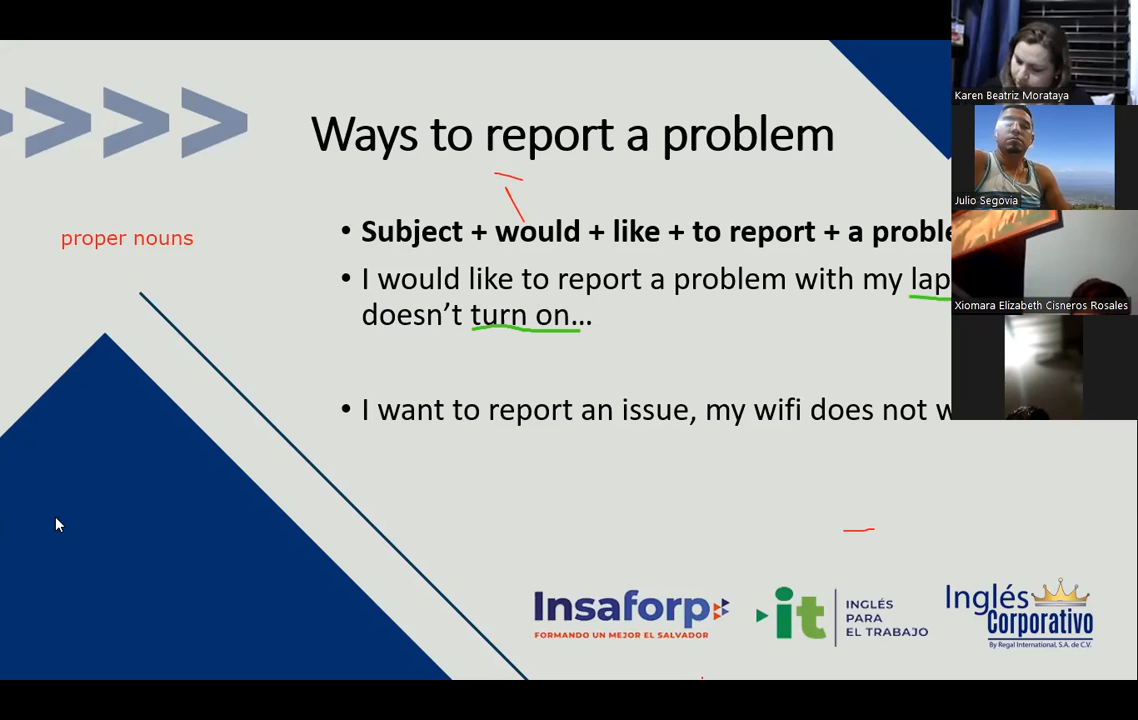 Ways to report a problem
Karen Beatriz Morataya
Julio Segovia
proper nouns
• Subject + would + like + to report + a
• I would like to report a problem with my
doesn't turn on...
Xiomara Elizabeth Cisneros Rosales
• I want to report an issue, my wifi does not
Insaforp
FORMANDO UN MEJOR EL SALVADOR
it
INGLÉS
PARA
EL TRABAJO
Inglés
Corporativo
By Regal International, S.A. de C.V.